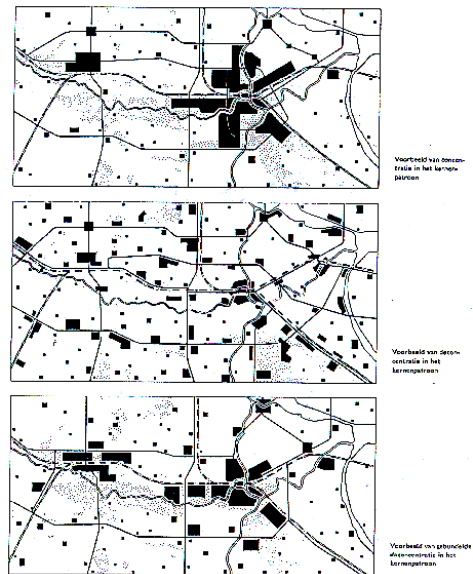 Voorbeeld van concen-
tratie in het kernen-
patroon
Voorbeeld van decon-
centratie in het
kernenpatroon
Voorbeeld van gebundelde
deconcentratie in het
kernenpatroon